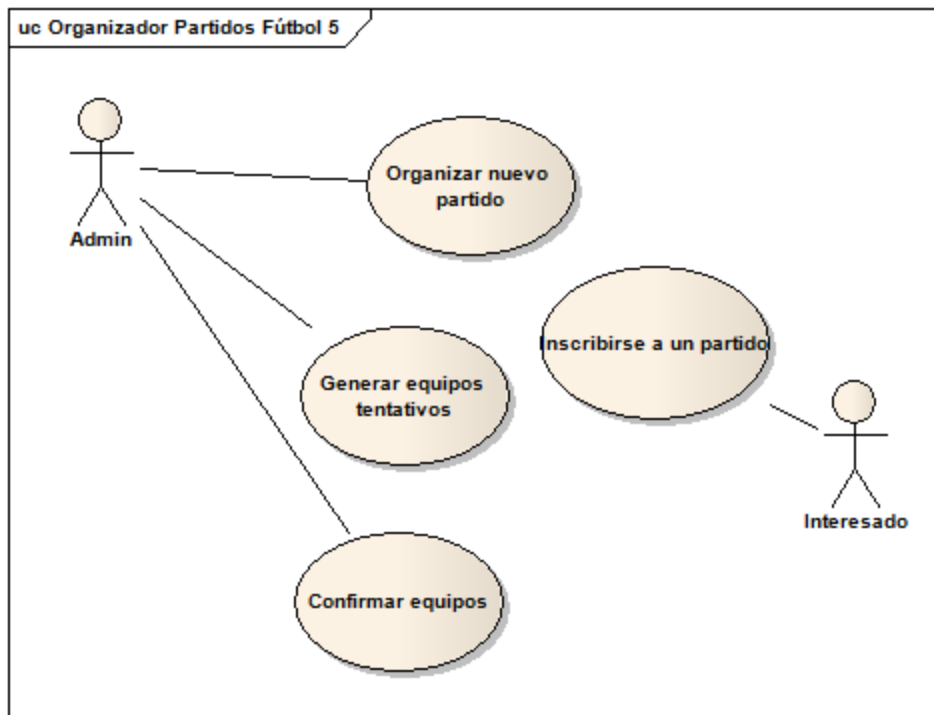 uc Organizador Partidos Fútbol 5
Admin
Organizar nuevo
partido
Inscribirse a un partido
Generar equipos
tentativos
Interesado
Confirmar equipos